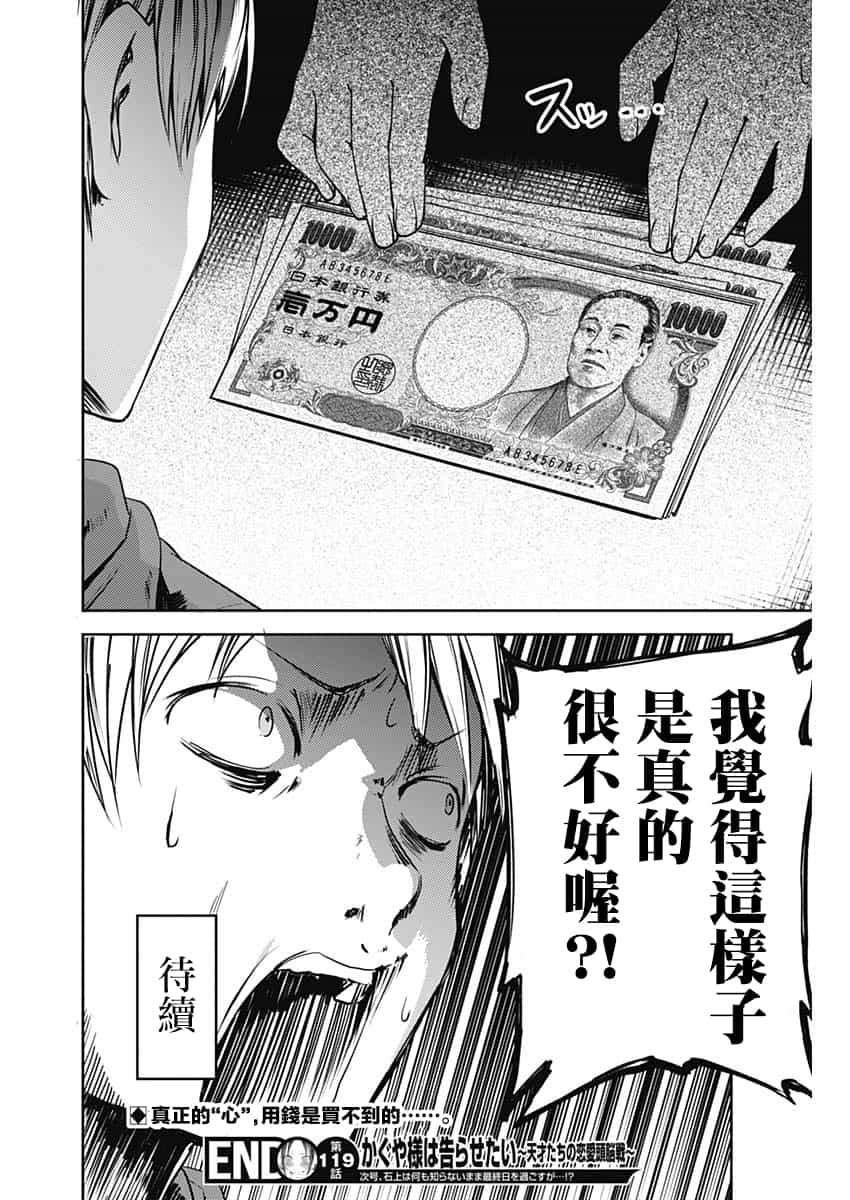 スッ…
10000
AB345678E
日本銀行券
壱万円
日本銀行
10000
AB345678E
10000
我覺得這樣子
是真的
很不好喔?!
待續
◆真正的“心”,用錢是買不到的……。
END 第119話 かぐや様は告らせたい~天才たちの恋愛頭脳戦~
次号、石上は何も知らないまま最終日を過ごすが…!?